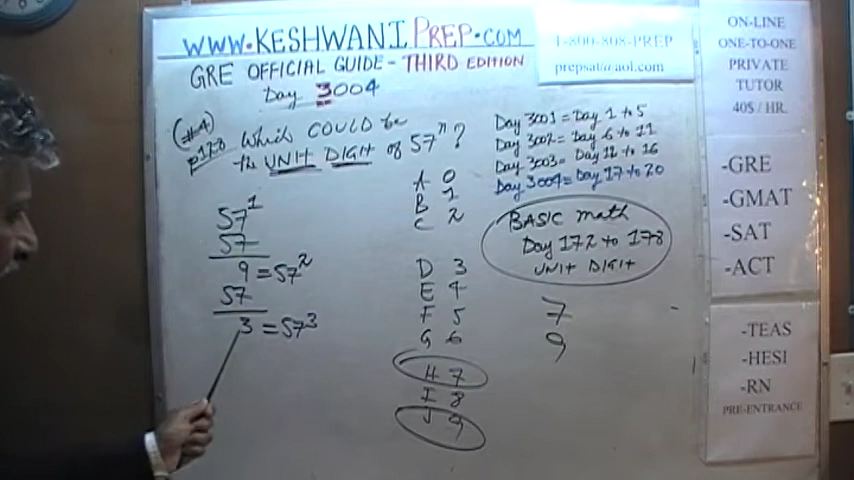 WWW.KESHWANIPREP.COM
GRE OFFICIAL GUIDE - THIRD EDITION
Day 3004
1-800-808-PREP
prepsat@aol.com
ON-LINE
ONE-TO-ONE
PRIVATE
TUTOR
40$ / HR.
-GRE
-GMAT
-SAT
-ACT
-TEAS
-HESI
-RN
PRE-ENTRANCE
(#4)
p128
Which COULD be
the UNIT DIGIT of 57^n ?
Day 3001 = Day 1 to 5
Day 3002 = Day 6 to 11
Day 3003 = Day 12 to 16
Day 3004 = Day 17 to 20
BASIC math
Day 172 to 178
UNIT DIGIT
57^1
57
9 = 57^2
57
3 = 57^3
A 0
B 1
C 2
D 3
E 4
F 5
G 6
H 7
I 8
J 9
7
9